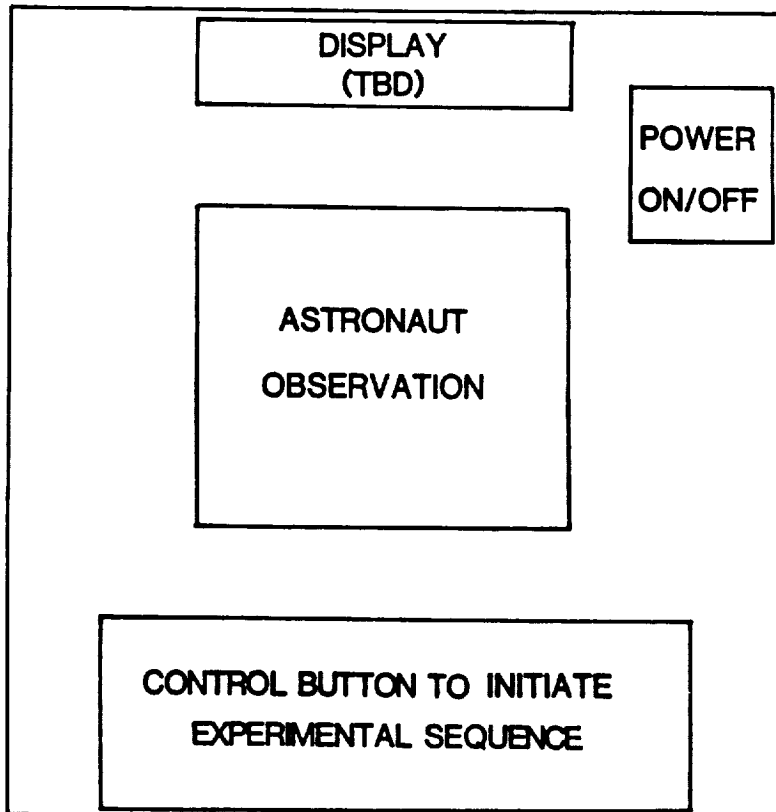 DISPLAY
(TBD)
POWER
ON/OFF
ASTRONAUT
OBSERVATION
CONTROL BUTTON TO INITIATE
EXPERIMENTAL SEQUENCE